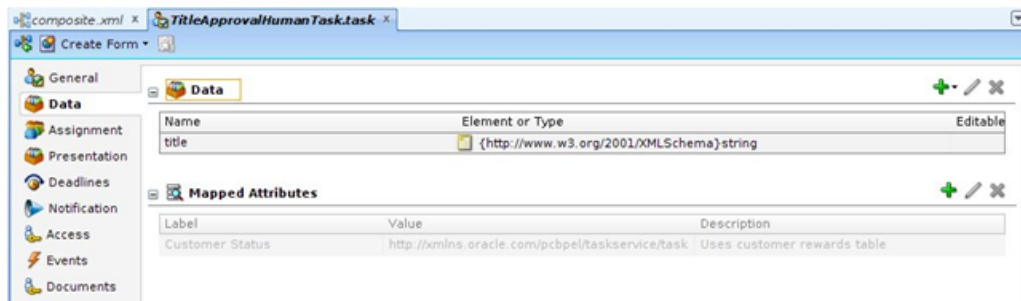 composite.xml x TitleApprovalHumanTask.task x
Create Form
General
Data
Assignment
Presentation
Deadlines
Notification
Access
Events
Documents
Data
Name Element or Type Editable
title {http://www.w3.org/2001/XMLSchema}string
Mapped Attributes
Label Value Description
Customer Status http://xmlns.oracle.com/pcbpel/taskservice/task Uses customer rewards table